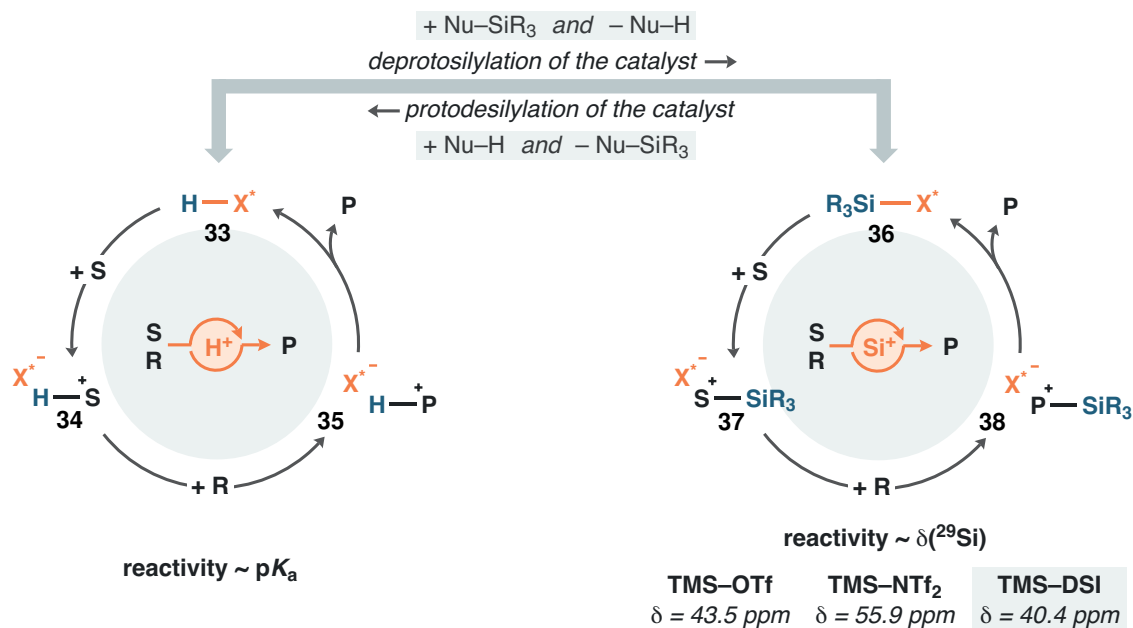 + Nu–SiR₃ and – Nu–H
deprotosilylation of the catalyst →
← protodesilylation of the catalyst
+ Nu–H and – Nu–SiR₃
H–X*
33
P
+ S
S
R
H⁺
P
X*⁻
H–S⁺
34
X*⁻
H–P⁺
35
+ R
reactivity ~ pKₐ
R₃Si–X*
36
P
+ S
S
R
Si⁺
P
X*⁻
S⁺–SiR₃
37
X*⁻
P⁺–SiR₃
38
+ R
reactivity ~ δ(²⁹Si)
TMS–OTf TMS–NTf₂ TMS–DSI
δ = 43.5 ppm δ = 55.9 ppm δ = 40.4 ppm